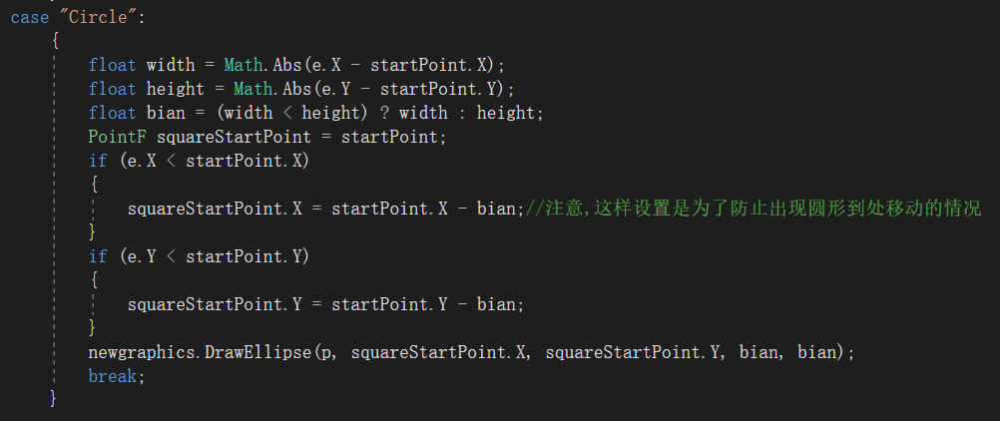 case "Circle":
{
float width = Math.Abs(e.X - startPoint.X);
float height = Math.Abs(e.Y - startPoint.Y);
float bian = (width < height) ? width : height;
PointF squareStartPoint = startPoint;
if (e.X < startPoint.X)
{
squareStartPoint.X = startPoint.X - bian;//注意,这样设置是为了防止出现圆形到处移动的情况
}
if (e.Y < startPoint.Y)
{
squareStartPoint.Y = startPoint.Y - bian;
}
newgraphics.DrawEllipse(p, squareStartPoint.X, squareStartPoint.Y, bian, bian);
break;
}